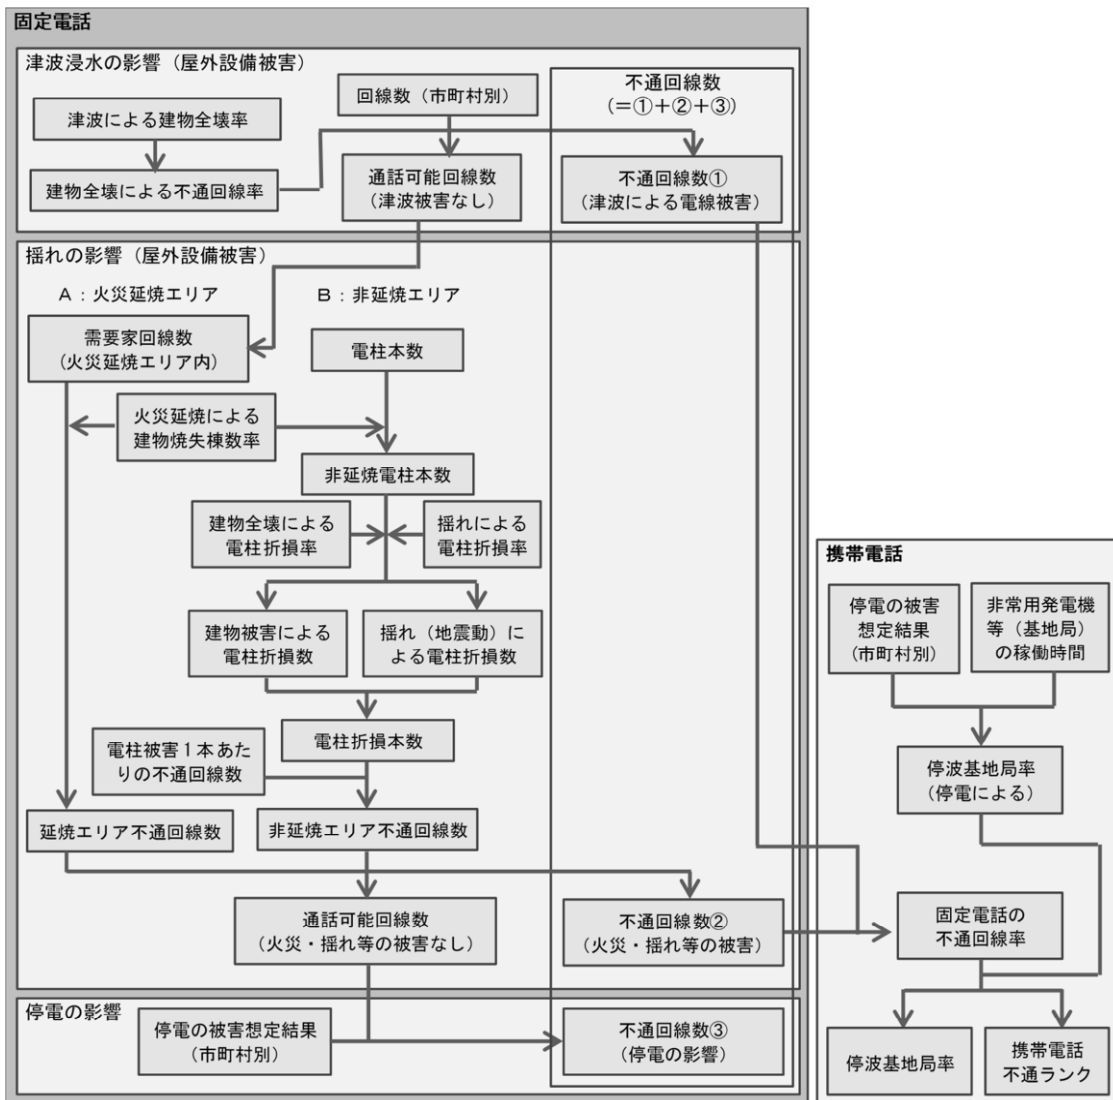 固定電話
津波浸水の影響（屋外設備被害）
津波による建物全壊率
建物全壊による不通回線率
回線数（市町村別）
通話可能回線数
（津波被害なし）
不通回線数
（＝①＋②＋③）
不通回線数①
（津波による電線被害）
揺れの影響（屋外設備被害）
Ａ：火災延焼エリア
Ｂ：非延焼エリア
需要家回線数
（火災延焼エリア内）
電柱本数
火災延焼による
建物焼失棟数率
非延焼電柱本数
建物全壊による
電柱折損率
揺れによる
電柱折損率
建物被害による
電柱折損数
揺れ（地震動）に
よる電柱折損数
電柱折損本数
電柱被害１本あた
りの不通回線数
延焼エリア不通回線数
非延焼エリア不通回線数
通話可能回線数
（火災・揺れ等の被害なし）
不通回線数②
（火災・揺れ等の被害）
停電の影響
停電の被害想定結果
（市町村別）
不通回線数③
（停電の影響）
携帯電話
停電の被害
想定結果
（市町村別）
非常用発電機
等（基地局）
の稼働時間
停波基地局率
（停電による）
固定電話の
不通回線率
停波基地局率
携帯電話
不通ランク